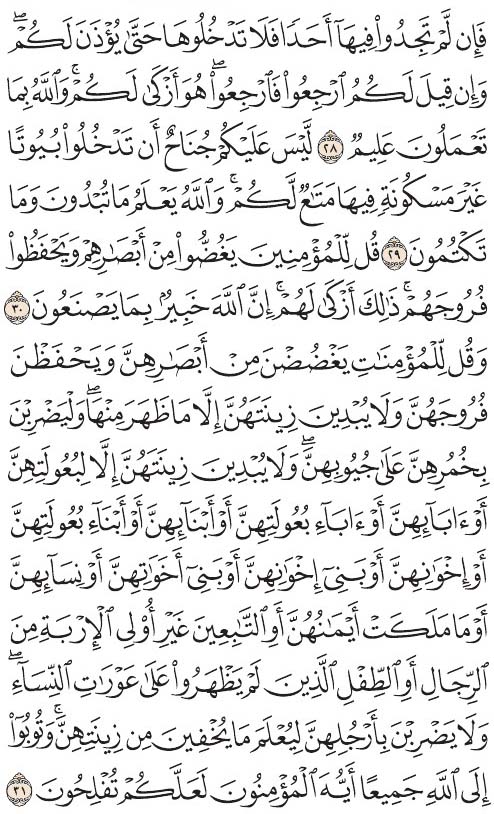 فَإِن لَّمْ تَجِدُوا۟ فِيهَآ أَحَدًا فَلَا تَدْخُلُوهَا حَتَّىٰ يُؤْذَنَ لَكُمْ ۖ
وَإِن قِيلَ لَكُمُ ٱرْجِعُوا۟ فَٱرْجِعُوا۟ ۖ هُوَ أَزْكَىٰ لَكُمْ ۚ وَٱللَّهُ بِمَا
تَعْمَلُونَ عَلِيمٌ ٢٨ لَّيْسَ عَلَيْكُمْ جُنَاحٌ أَن تَدْخُلُوا۟ بُيُوتًا
غَيْرَ مَسْكُونَةٍ فِيهَا مَتَٰعٌ لَّكُمْ ۚ وَٱللَّهُ يَعْلَمُ مَا تُبْدُونَ وَمَا
تَكْتُمُونَ ٢٩ قُل لِّلْمُؤْمِنِينَ يَغُضُّوا۟ مِنْ أَبْصَٰرِهِمْ وَيَحْفَظُوا۟
فُرُوجَهُمْ ۚ ذَٰلِكَ أَزْكَىٰ لَهُمْ ۗ إِنَّ ٱللَّهَ خَبِيرٌۢ بِمَا يَصْنَعُونَ ٣٠
وَقُل لِّلْمُؤْمِنَٰتِ يَغْضُضْنَ مِنْ أَبْصَٰرِهِنَّ وَيَحْفَظْنَ
فُرُوجَهُنَّ وَلَا يُبْدِينَ زِينَتَهُنَّ إِلَّا مَا ظَهَرَ مِنْهَا ۖ وَلْيَضْرِبْنَ
بِخُمُرِهِنَّ عَلَىٰ جُيُوبِهِنَّ ۖ وَلَا يُبْدِينَ زِينَتَهُنَّ إِلَّا لِبُعُولَتِهِنَّ
أَوْ ءَابَآئِهِنَّ أَوْ ءَابَآءِ بُعُولَتِهِنَّ أَوْ أَبْنَآئِهِنَّ أَوْ أَبْنَآءِ بُعُولَتِهِنَّ
أَوْ إِخْوَٰنِهِنَّ أَوْ بَنِىٓ إِخْوَٰنِهِنَّ أَوْ بَنِىٓ أَخَوَٰتِهِنَّ أَوْ نِسَآئِهِنَّ
أَوْ مَا مَلَكَتْ أَيْمَٰنُهُنَّ أَوِ ٱلتَّٰبِعِينَ غَيْرِ أُو۟لِى ٱلْإِرْبَةِ مِنَ
ٱلرِّجَالِ أَوِ ٱلطِّفْلِ ٱلَّذِينَ لَمْ يَظْهَرُوا۟ عَلَىٰ عَوْرَٰتِ ٱلنِّسَآءِ ۖ
وَلَا يَضْرِبْنَ بِأَرْجُلِهِنَّ لِيُعْلَمَ مَا يُخْفِينَ مِن زِينَتِهِنَّ ۚ وَتُوبُوٓا۟
إِلَى ٱللَّهِ جَمِيعًا أَيُّهَ ٱلْمُؤْمِنُونَ لَعَلَّكُمْ تُفْلِحُونَ ٣١